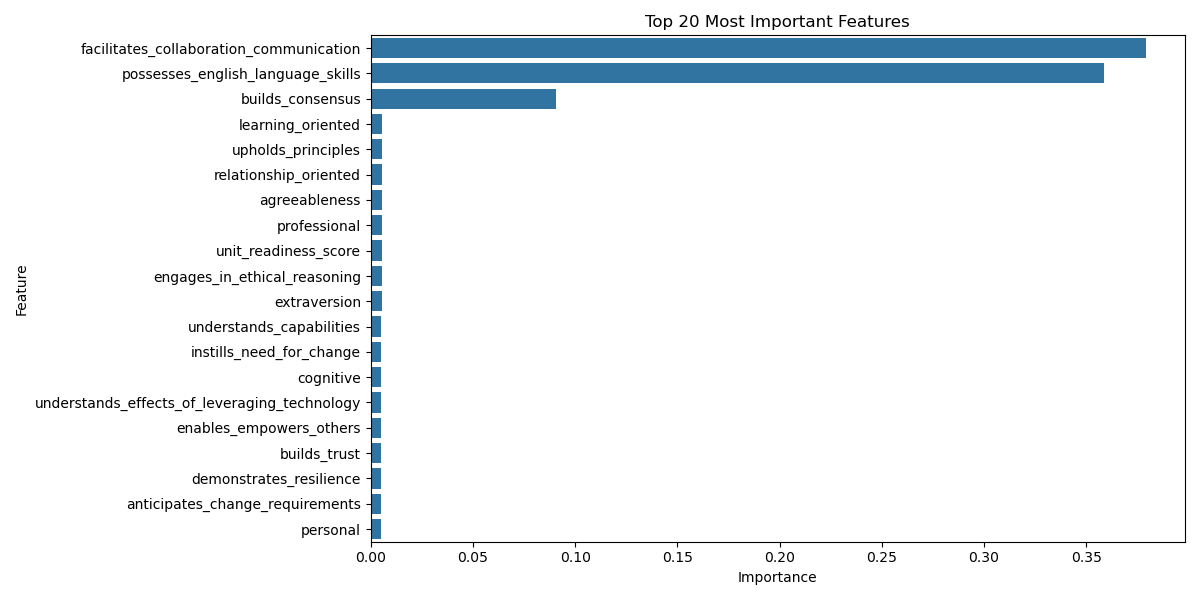 Top 20 Most Important Features
facilitates_collaboration_communication
possesses_english_language_skills
builds_consensus
learning_oriented
upholds_principles
relationship_oriented
agreeableness
professional
unit_readiness_score
engages_in_ethical_reasoning
extraversion
understands_capabilities
instills_need_for_change
cognitive
understands_effects_of_leveraging_technology
enables_empowers_others
builds_trust
demonstrates_resilience
anticipates_change_requirements
personal
Feature
0.00 0.05 0.10 0.15 0.20 0.25 0.30 0.35
Importance